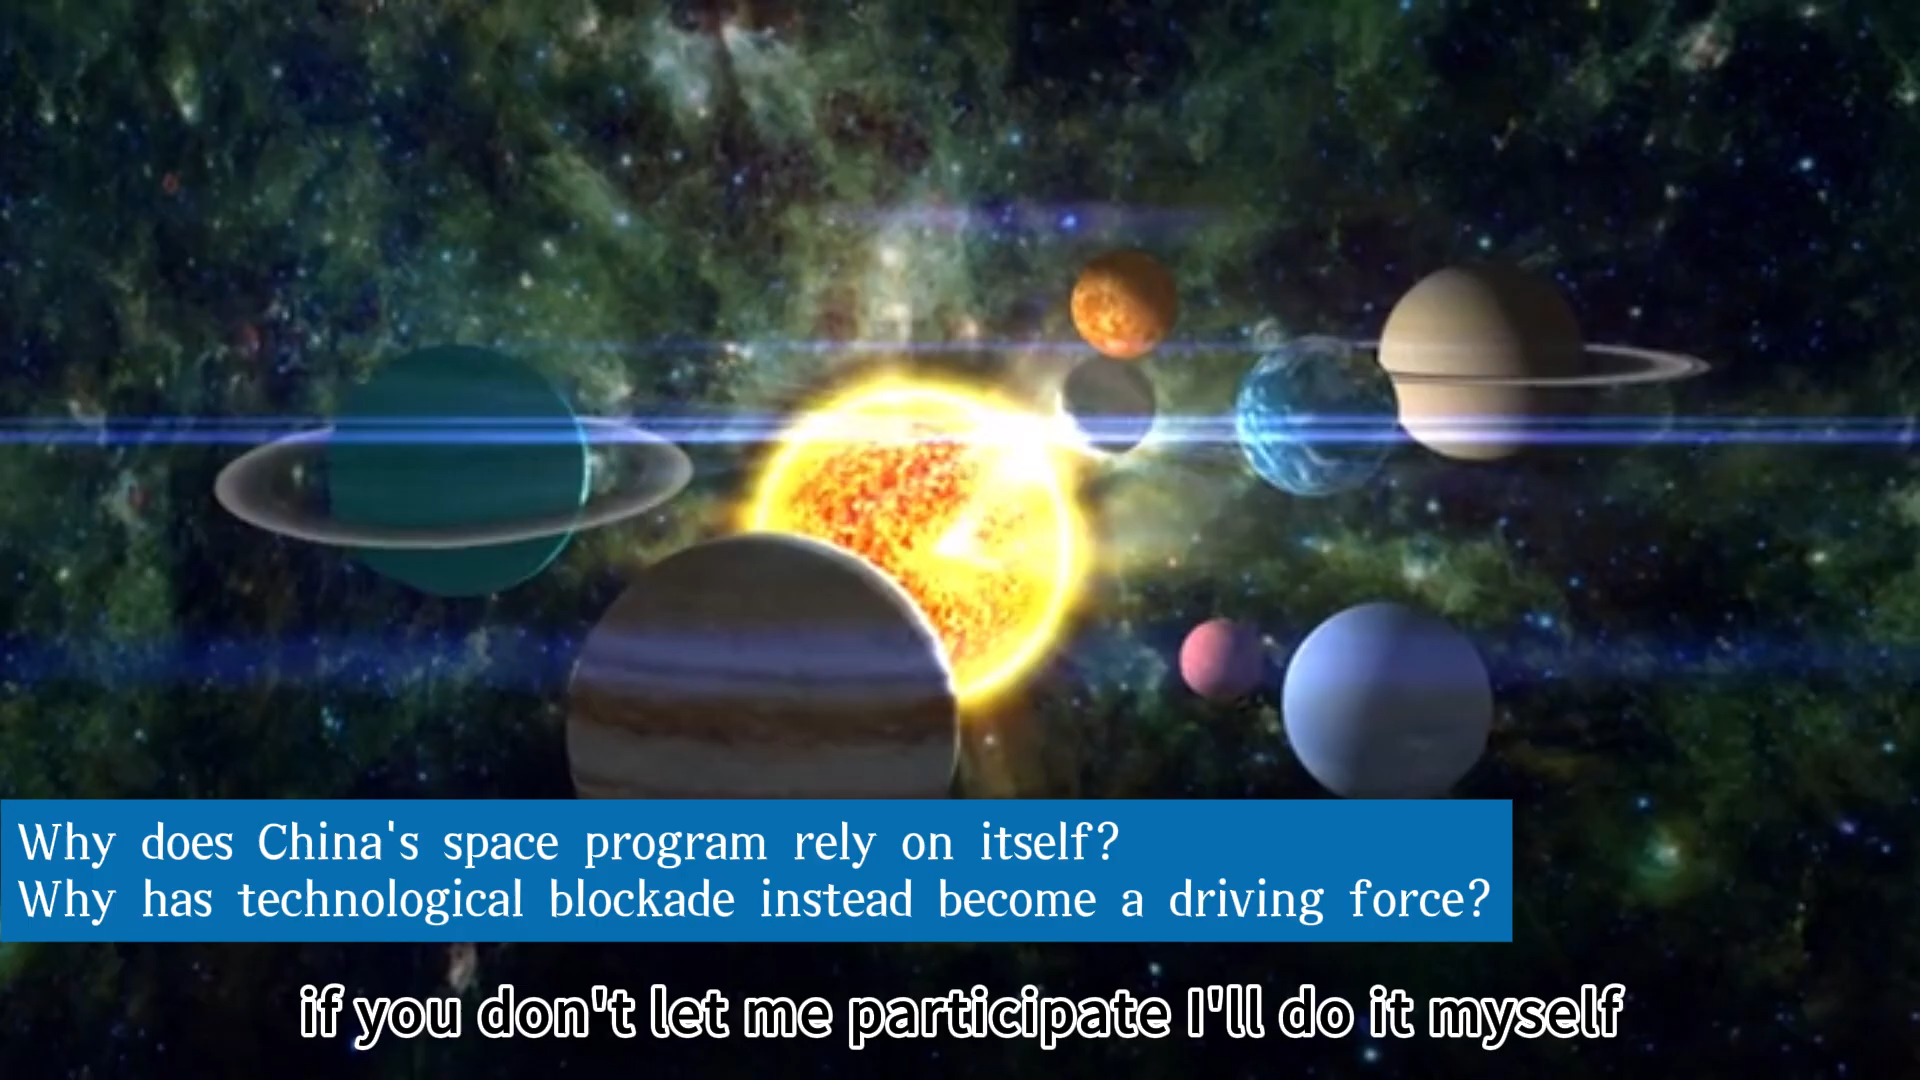 Why does China's space program rely on itself?
Why has technological blockade instead become a driving force?
if you don't let me participate I'll do it myself